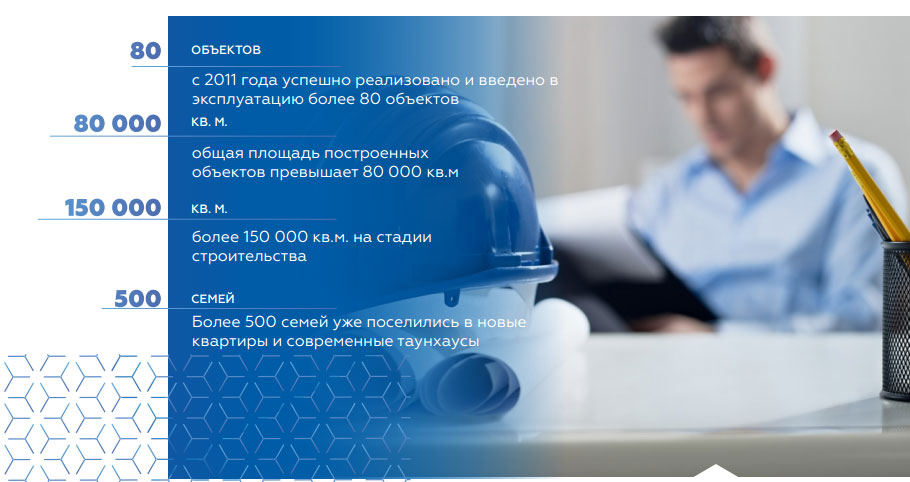 80 ОБЪЕКТОВ
с 2011 года успешно реализовано и введено в
эксплуатацию более 80 объектов
80 000 КВ. М.
общая площадь построенных
объектов превышает 80 000 кв.м
150 000 КВ. М.
более 150 000 кв.м. на стадии
строительства
500 СЕМЕЙ
Более 500 семей уже поселились в новые
квартиры и современные таунхаусы